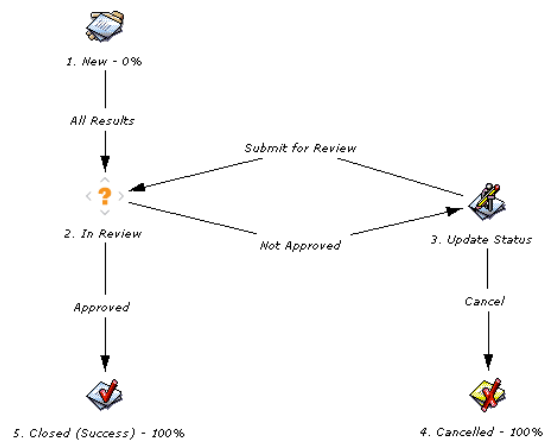 1. New - 0%
All Results
Submit for Review
?
2. In Review
Not Approved
3. Update Status
Approved
Cancel
5. Closed (Success) - 100%
4. Cancelled - 100%